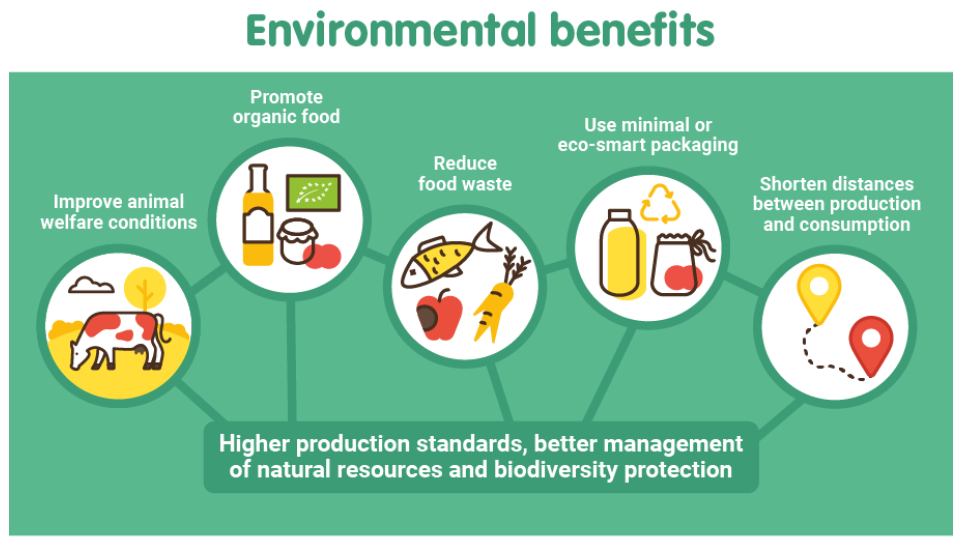 Environmental benefits
Promote
organic food
Use minimal or
eco-smart packaging
Reduce
food waste
Shorten distances
between production
and consumption
Improve animal
welfare conditions
Higher production standards, better management
of natural resources and biodiversity protection